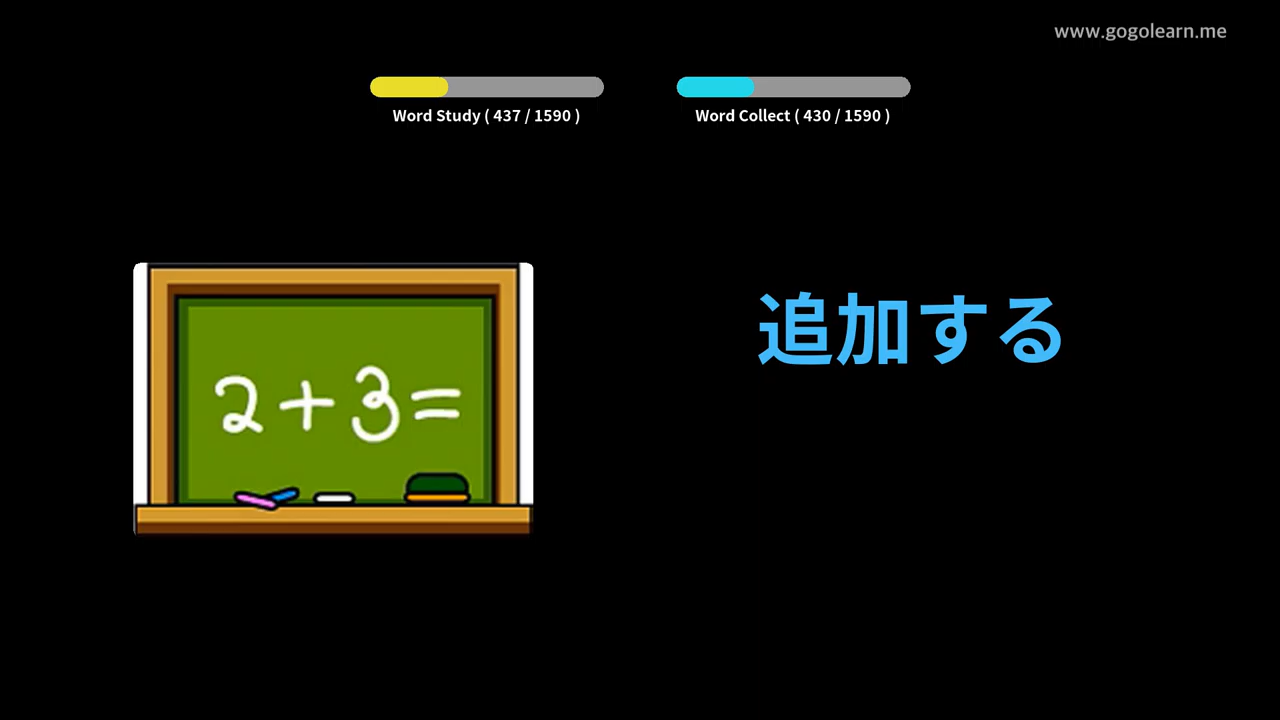 www.gogolearn.me
Word Study ( 437 / 1590 )
Word Collect ( 430 / 1590 )
2+3=
追加する